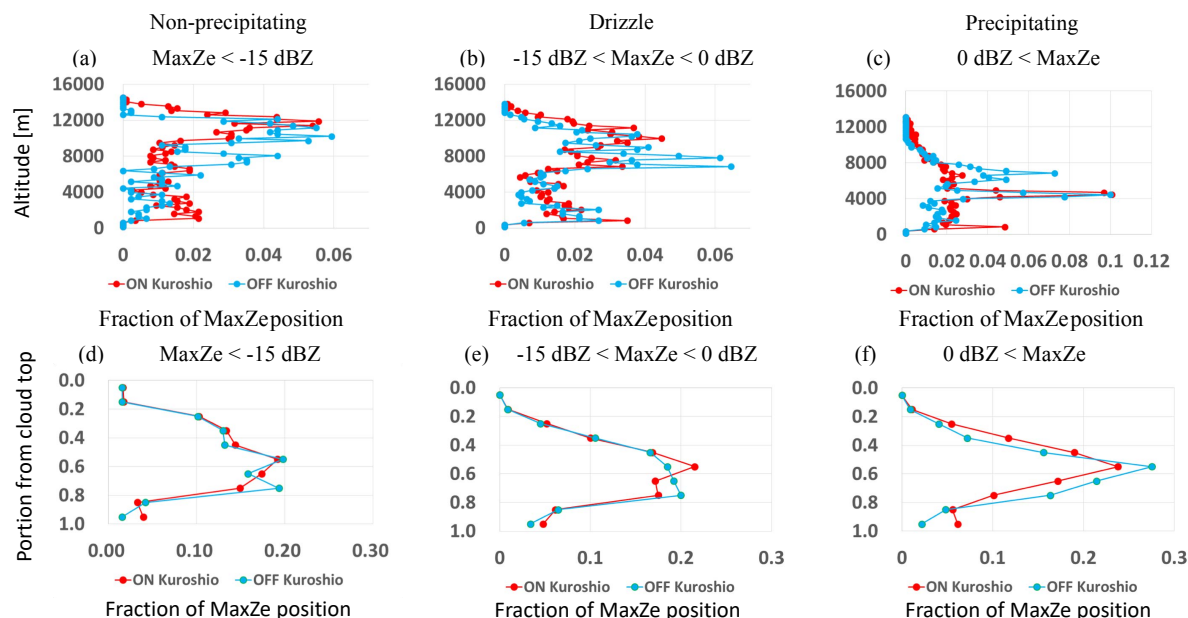 Non-precipitating
Drizzle
Precipitating
(a) MaxZe < -15 dBZ
(b) -15 dBZ < MaxZe < 0 dBZ
(c) 0 dBZ < MaxZe
Altitude [m]
16000
12000
8000
4000
0
0 0.02 0.04 0.06
ON Kuroshio OFF Kuroshio
Fraction of MaxZe position
16000
12000
8000
4000
0
0 0.02 0.04 0.06
ON Kuroshio OFF Kuroshio
Fraction of MaxZe position
16000
12000
8000
4000
0
0 0.02 0.04 0.06 0.08 0.1 0.12
ON Kuroshio OFF Kuroshio
Fraction of MaxZe position
(d) MaxZe < -15 dBZ
(e) -15 dBZ < MaxZe < 0 dBZ
(f) 0 dBZ < MaxZe
Portion from cloud top
0.0
0.2
0.4
0.6
0.8
1.0
0.00 0.10 0.20 0.30
ON Kuroshio OFF Kuroshio
Fraction of MaxZe position
0.0
0.2
0.4
0.6
0.8
1.0
0 0.1 0.2 0.3
ON Kuroshio OFF Kuroshio
Fraction of MaxZe position
0.0
0.2
0.4
0.6
0.8
1.0
0 0.1 0.2 0.3
ON Kuroshio OFF Kuroshio
Fraction of MaxZe position